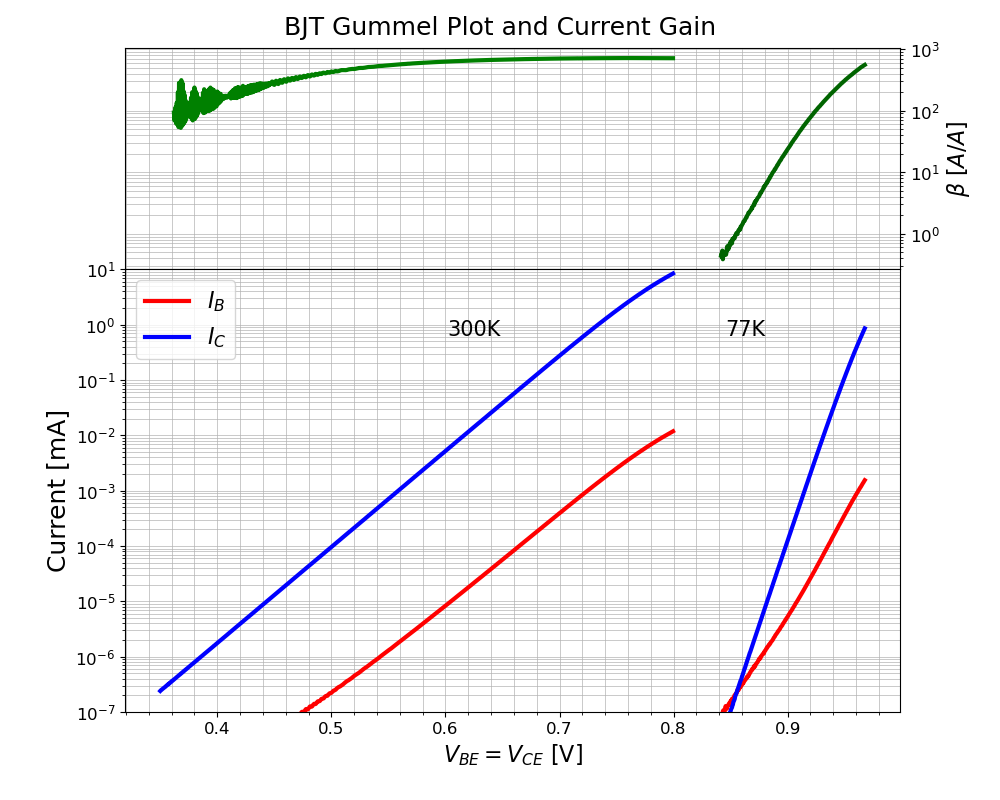 BJT Gummel Plot and Current Gain
10³
10²
10¹
10⁰
β [A/A]
10¹
10⁰
10⁻¹
10⁻²
10⁻³
10⁻⁴
10⁻⁵
10⁻⁶
10⁻⁷
Current [mA]
I_B
I_C
300K
77K
0.4 0.5 0.6 0.7 0.8 0.9
V_BE = V_CE [V]